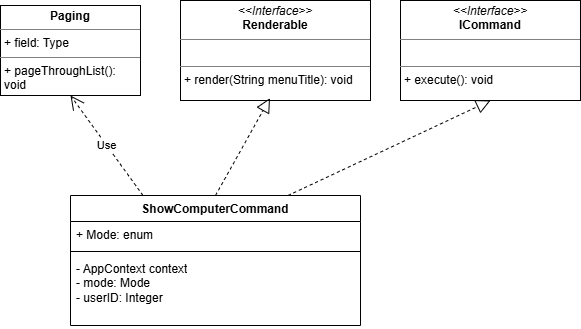 Paging
+ field: Type
+ pageThroughList():
void
<<Interface>>
Renderable
+ render(String menuTitle): void
<<Interface>>
ICommand
+ execute(): void
Use
ShowComputerCommand
+ Mode: enum
- AppContext context
- mode: Mode
- userID: Integer